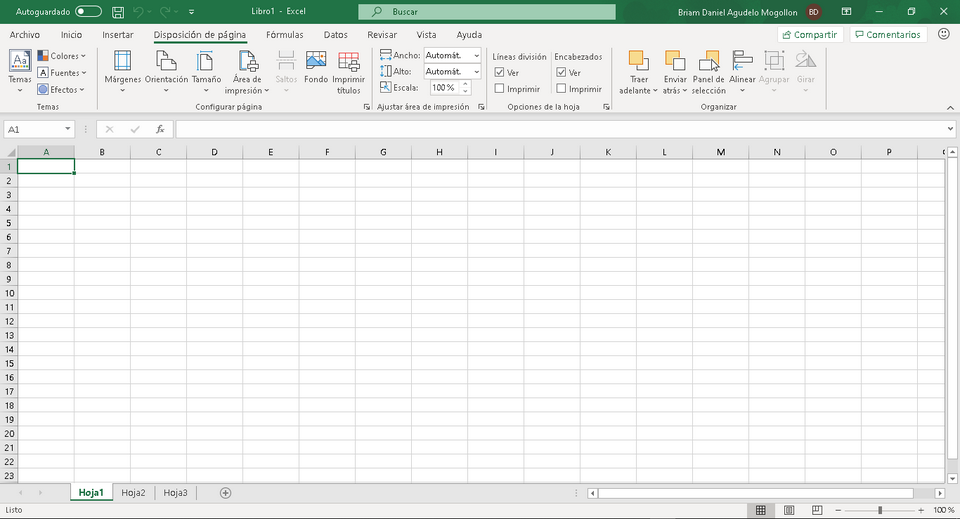 Autoguardado Libro1 - Excel Buscar Briam Daniel Agudelo Mogollon BD
Archivo Inicio Insertar Disposición de página Fórmulas Datos Revisar Vista Ayuda Compartir Comentarios
Temas
Colores
Fuentes
Efectos
Temas
Márgenes Orientación Tamaño Área de impresión Saltos Fondo Imprimir títulos
Configurar página
Ancho: Automát.
Alto: Automát.
Escala: 100 %
Ajustar área de impresión
Líneas división Encabezados
Ver Ver
Imprimir Imprimir
Opciones de la hoja
Traer adelante Enviar atrás Panel de selección Alinear Agrupar Girar
Organizar
A1 fx
A B C D E F G H I J K L M N O P
1
2
3
4
5
6
7
8
9
10
11
12
13
14
15
16
17
18
19
20
21
22
23
Hoja1 Hoja2 Hoja3
Listo 100 %